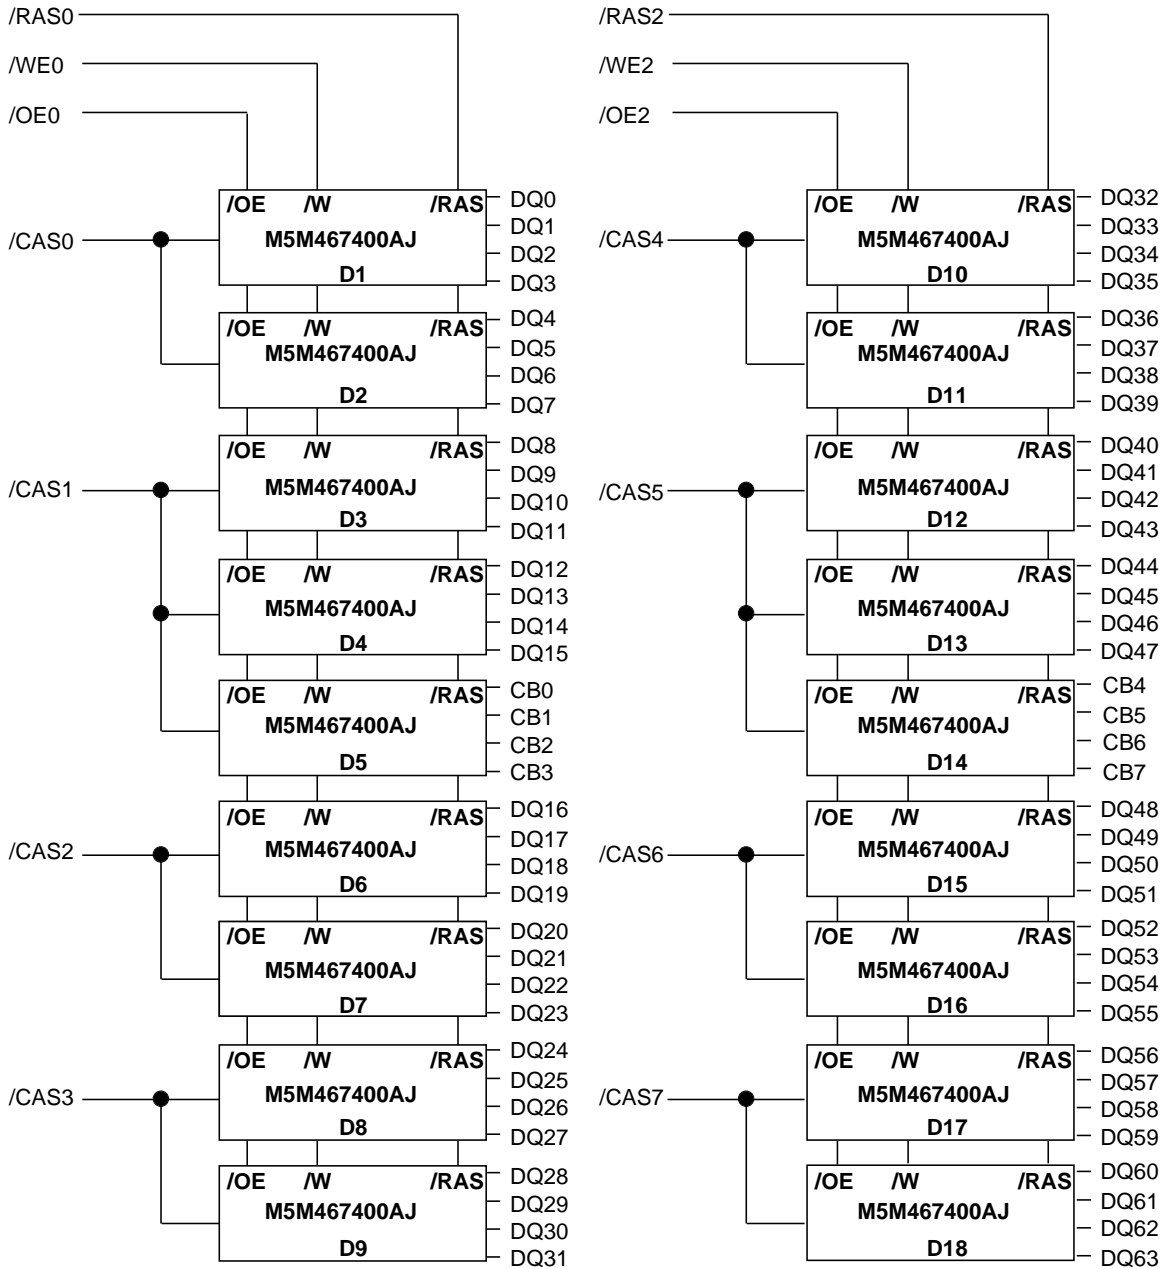 /RAS0
/WE0
/OE0
/CAS0
/OE /W /RAS
M5M467400AJ
D1
DQ0
DQ1
DQ2
DQ3
/OE /W /RAS
M5M467400AJ
D2
DQ4
DQ5
DQ6
DQ7
/CAS1
/OE /W /RAS
M5M467400AJ
D3
DQ8
DQ9
DQ10
DQ11
/OE /W /RAS
M5M467400AJ
D4
DQ12
DQ13
DQ14
DQ15
/OE /W /RAS
M5M467400AJ
D5
CB0
CB1
CB2
CB3
/CAS2
/OE /W /RAS
M5M467400AJ
D6
DQ16
DQ17
DQ18
DQ19
/OE /W /RAS
M5M467400AJ
D7
DQ20
DQ21
DQ22
DQ23
/CAS3
/OE /W /RAS
M5M467400AJ
D8
DQ24
DQ25
DQ26
DQ27
/OE /W /RAS
M5M467400AJ
D9
DQ28
DQ29
DQ30
DQ31
/RAS2
/WE2
/OE2
/CAS4
/OE /W /RAS
M5M467400AJ
D10
DQ32
DQ33
DQ34
DQ35
/OE /W /RAS
M5M467400AJ
D11
DQ36
DQ37
DQ38
DQ39
/CAS5
/OE /W /RAS
M5M467400AJ
D12
DQ40
DQ41
DQ42
DQ43
/OE /W /RAS
M5M467400AJ
D13
DQ44
DQ45
DQ46
DQ47
/OE /W /RAS
M5M467400AJ
D14
CB4
CB5
CB6
CB7
/CAS6
/OE /W /RAS
M5M467400AJ
D15
DQ48
DQ49
DQ50
DQ51
/OE /W /RAS
M5M467400AJ
D16
DQ52
DQ53
DQ54
DQ55
/CAS7
/OE /W /RAS
M5M467400AJ
D17
DQ56
DQ57
DQ58
DQ59
/OE /W /RAS
M5M467400AJ
D18
DQ60
DQ61
DQ62
DQ63